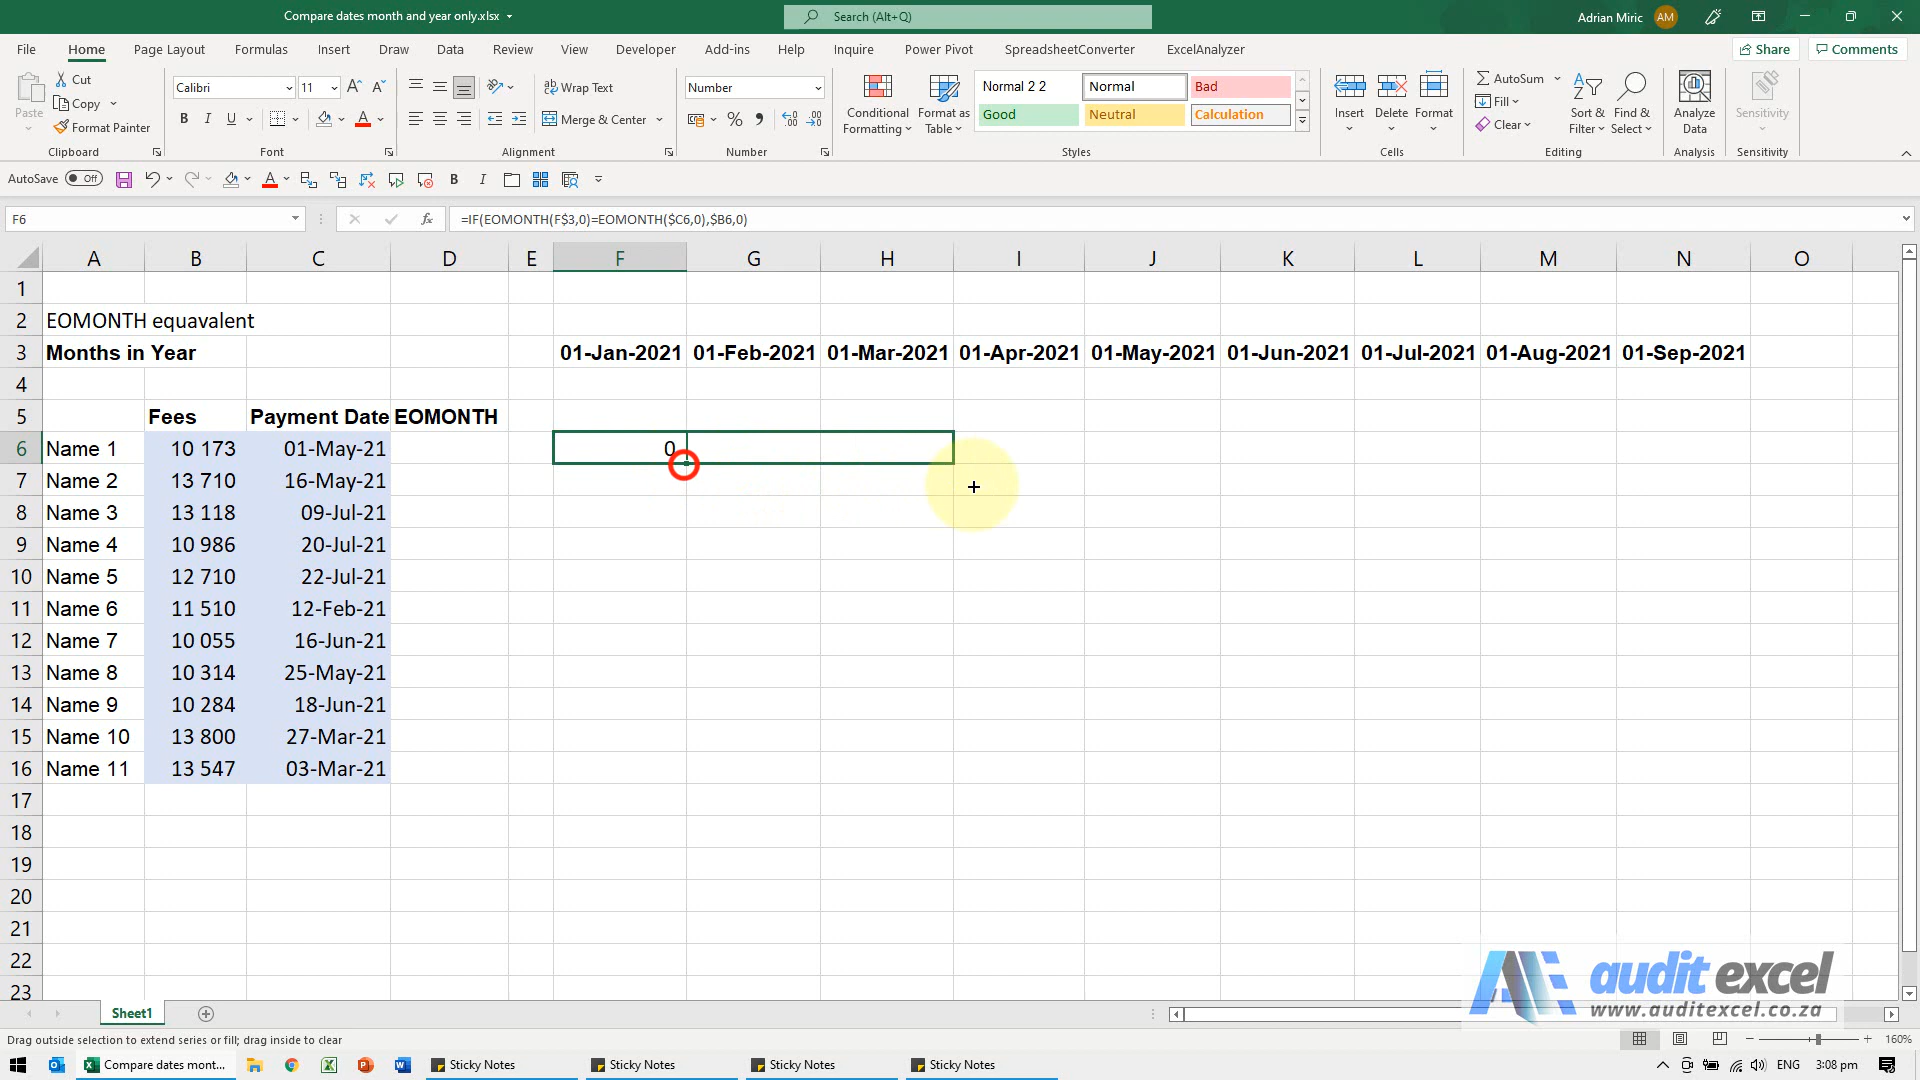 Compare dates month and year only.xlsx
Search (Alt+Q)
Adrian Miric
AM
File Home Page Layout Formulas Insert Draw Data Review View Developer Add-ins Help Inquire Power Pivot SpreadsheetConverter ExcelAnalyzer
Share
Comments
Paste
Cut
Copy
Format Painter
Clipboard
Calibri 11
B I U
Font
Wrap Text
Merge & Center
Alignment
Number
Number
Conditional Formatting
Format as Table
Normal 2 2 Normal Bad
Good Neutral Calculation
Styles
Insert Delete Format
Cells
AutoSum
Fill
Clear
Sort & Filter
Find & Select
Editing
Analyze Data
Analysis
Sensitivity
Sensitivity
AutoSave Off
B I
F6
fx
=IF(EOMONTH(F$3,0)=EOMONTH($C6,0),$B6,0)
A B C D E F G H I J K L M N O
1
2 EOMONTH equavalent
3 Months in Year 01-Jan-2021 01-Feb-2021 01-Mar-2021 01-Apr-2021 01-May-2021 01-Jun-2021 01-Jul-2021 01-Aug-2021 01-Sep-2021
4
5 Fees Payment Date EOMONTH
6 Name 1 10 173 01-May-21 0
7 Name 2 13 710 16-May-21
8 Name 3 13 118 09-Jul-21
9 Name 4 10 986 20-Jul-21
10 Name 5 12 710 22-Jul-21
11 Name 6 11 510 12-Feb-21
12 Name 7 10 055 16-Jun-21
13 Name 8 10 314 25-May-21
14 Name 9 10 284 18-Jun-21
15 Name 10 13 800 27-Mar-21
16 Name 11 13 547 03-Mar-21
17
18
19
20
21
22
23
audit excel
www.auditexcel.co.za
Sheet1
Drag outside selection to extend series or fill; drag inside to clear
160%
Compare dates mont...
Sticky Notes
Sticky Notes
Sticky Notes
Sticky Notes
ENG
3:08 pm